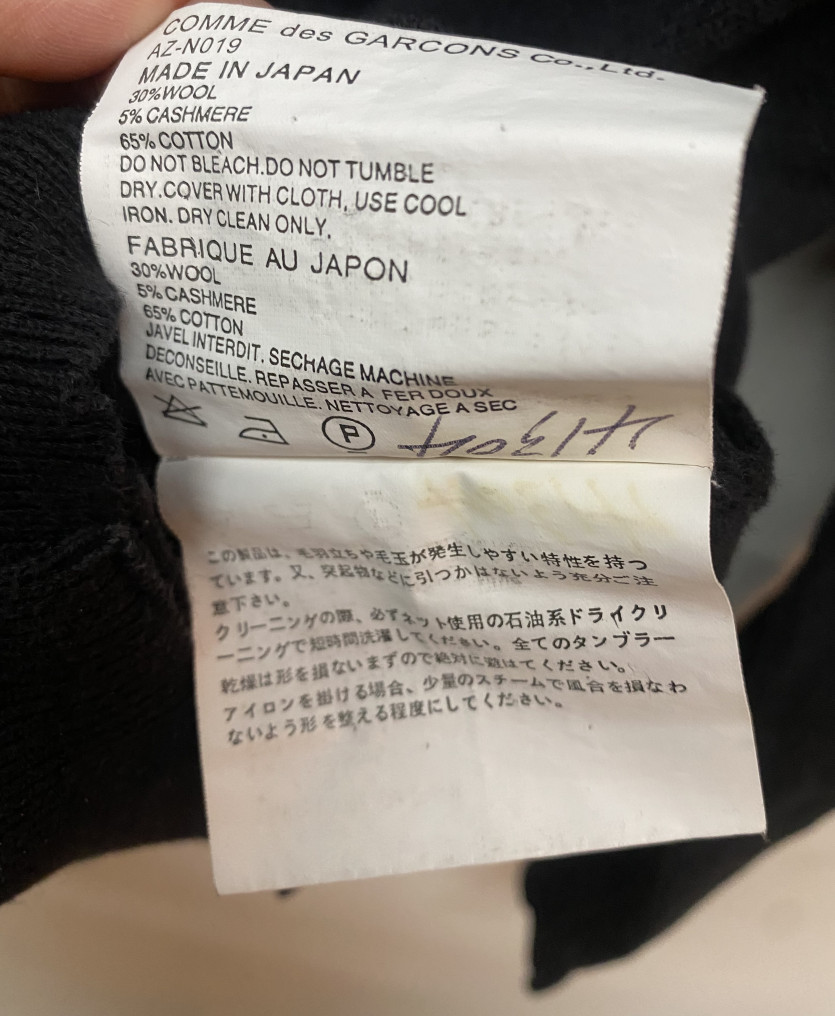 COMME des GARCONS Co.,Ltd.
AZ-N019
MADE IN JAPAN
30%WOOL
5% CASHMERE
65% COTTON
DO NOT BLEACH.DO NOT TUMBLE
DRY.COVER WITH CLOTH, USE COOL
IRON. DRY CLEAN ONLY.
FABRIQUE AU JAPON
30%WOOL
5% CASHMERE
65% COTTON
JAVEL INTERDIT. SECHAGE MACHINE
DECONSEILLE. REPASSER A FER DOUX
AVEC PATTEMOUILLE. NETTOYAGE A SEC
P
この製品は、毛羽立ちや毛玉が発生しやすい特性を持つ
ています。又、突起物などに引つかけないよう充分ご注
意下さい。
クリーニングの際、必ずネット使用の石油系ドライクリ
ーニングで短時間洗濯してください。全てのタンブラー
乾燥は形を損ないますので絶対に避けてください。
アイロンを掛ける場合、少量のスチームで風合を損なわ
ないよう形を整える程度にしてください。